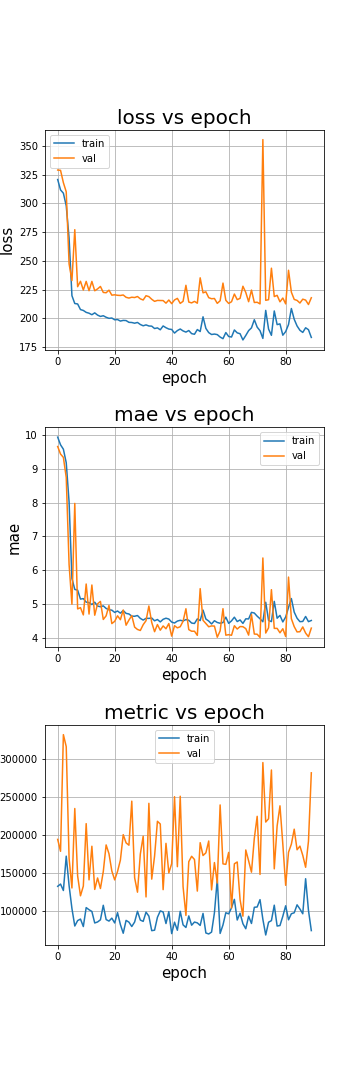 loss vs epoch
350
325
300
275
250
225
200
175
loss
train
val
0
20
40
60
80
epoch
mae vs epoch
10
9
8
7
6
5
4
mae
train
val
0
20
40
60
80
epoch
metric vs epoch
300000
250000
200000
150000
100000
train
val
0
20
40
60
80
epoch